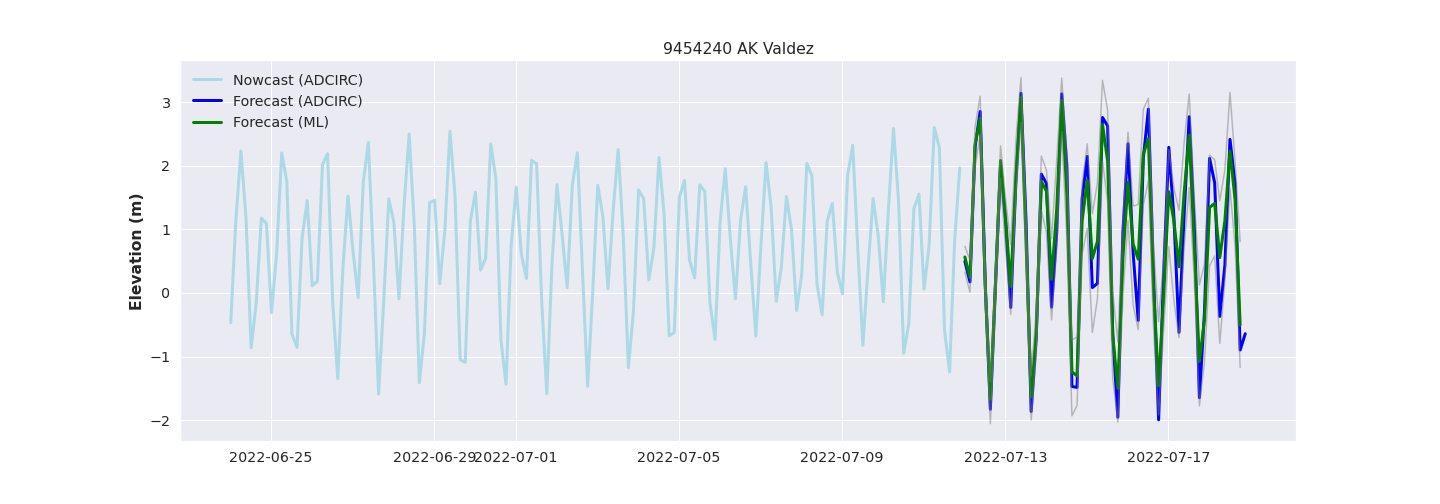 9454240 AK Valdez
Nowcast (ADCIRC)
Forecast (ADCIRC)
Forecast (ML)
Elevation (m)
3
2
1
0
−1
−2
2022-06-25
2022-06-29
2022-07-01
2022-07-05
2022-07-09
2022-07-13
2022-07-17